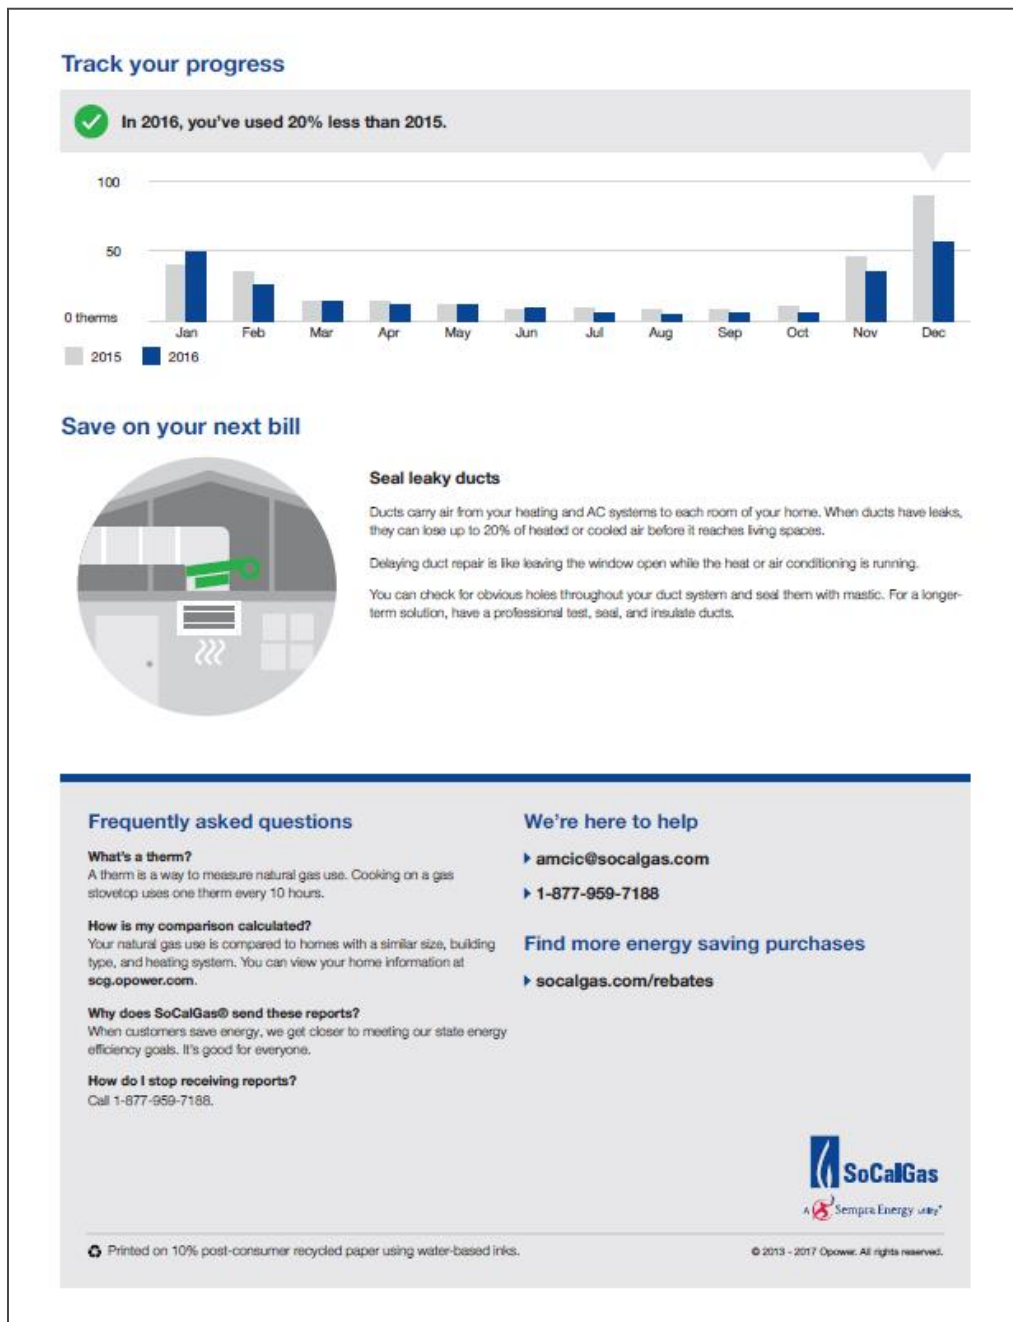 Track your progress
In 2016, you've used 20% less than 2015.
100
50
0 therms
Jan Feb Mar Apr May Jun Jul Aug Sep Oct Nov Dec
2015 2016
Save on your next bill
Seal leaky ducts
Ducts carry air from your heating and AC systems to each room of your home. When ducts have leaks,
they can lose up to 20% of heated or cooled air before it reaches living spaces.
Delaying duct repair is like leaving the window open while the heat or air conditioning is running.
You can check for obvious holes throughout your duct system and seal them with mastic. For a longer-
term solution, have a professional test, seal, and insulate ducts.
Frequently asked questions
What's a therm?
A therm is a way to measure natural gas use. Cooking on a gas
stovetop uses one therm every 10 hours.
How is my comparison calculated?
Your natural gas use is compared to homes with a similar size, building
type, and heating system. You can view your home information at
scg.opower.com.
Why does SoCalGas® send these reports?
When customers save energy, we get closer to meeting our state energy
efficiency goals. It's good for everyone.
How do I stop receiving reports?
Call 1-877-959-7188.
We're here to help
amcic@socalgas.com
1-877-959-7188
Find more energy saving purchases
socalgas.com/rebates
SoCalGas
A Sempra Energy utility®
Printed on 10% post-consumer recycled paper using water-based inks.
© 2013 - 2017 Opower. All rights reserved.